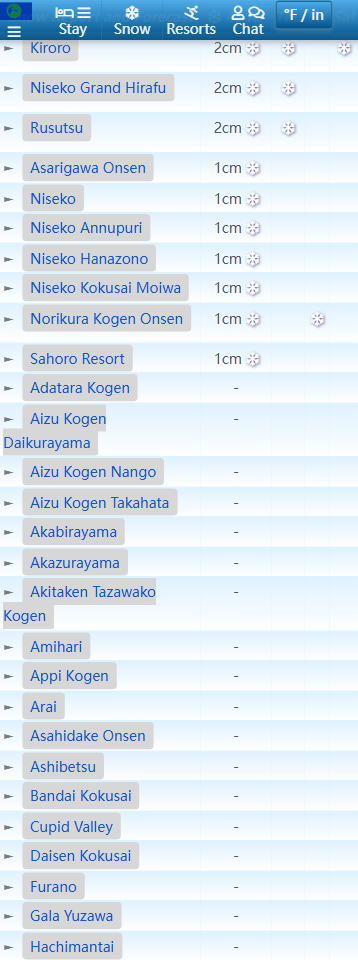 Stay Snow Resorts Chat °F / in
Kiroro 2cm
Niseko Grand Hirafu 2cm
Rusutsu 2cm
Asarigawa Onsen 1cm
Niseko 1cm
Niseko Annupuri 1cm
Niseko Hanazono 1cm
Niseko Kokusai Moiwa 1cm
Norikura Kogen Onsen 1cm
Sahoro Resort 1cm
Adatara Kogen -
Aizu Kogen -
Daikurayama
Aizu Kogen Nango -
Aizu Kogen Takahata -
Akabirayama -
Akazurayama -
Akitaken Tazawako -
Kogen
Amihari -
Appi Kogen -
Arai -
Asahidake Onsen -
Ashibetsu -
Bandai Kokusai -
Cupid Valley -
Daisen Kokusai -
Furano -
Gala Yuzawa -
Hachimantai -